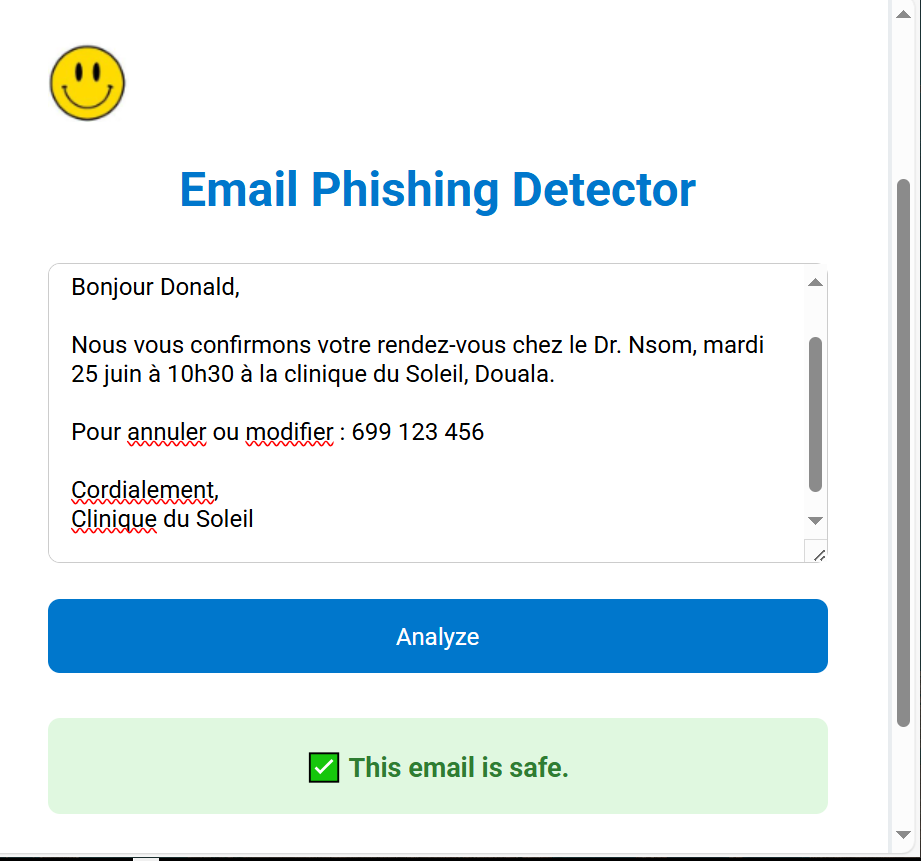 Email Phishing Detector
Bonjour Donald,
Nous vous confirmons votre rendez-vous chez le Dr. Nsom, mardi
25 juin à 10h30 à la clinique du Soleil, Douala.
Pour annuler ou modifier : 699 123 456
Cordialement,
Clinique du Soleil
Analyze
This email is safe.